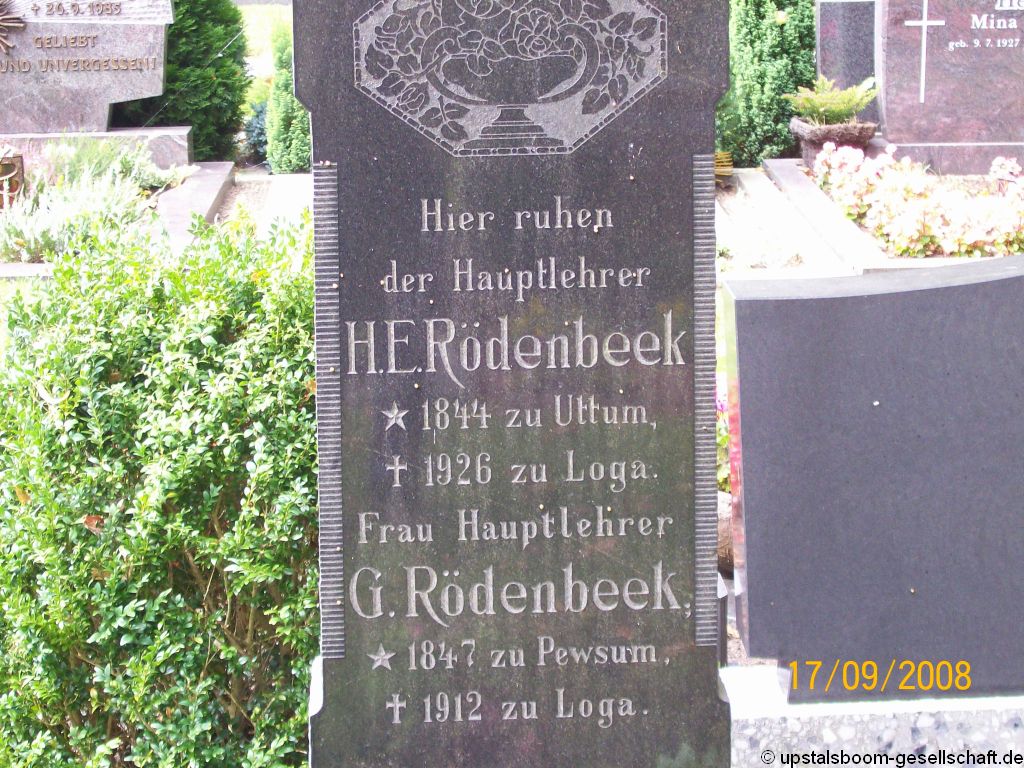 + 26.9.1985
GELIEBT
UND UNVERGESSEN!
Mina
geb. 9. 7. 1927
Hier ruhen
der Hauptlehrer
H.E. Rödenbeek
* 1844 zu Uttum,
† 1926 zu Loga.
Frau Hauptlehrer
G. Rödenbeek,
* 1847 zu Pewsum,
† 1912 zu Loga.
17/09/2008
© upstalsboom-gesellschaft.de